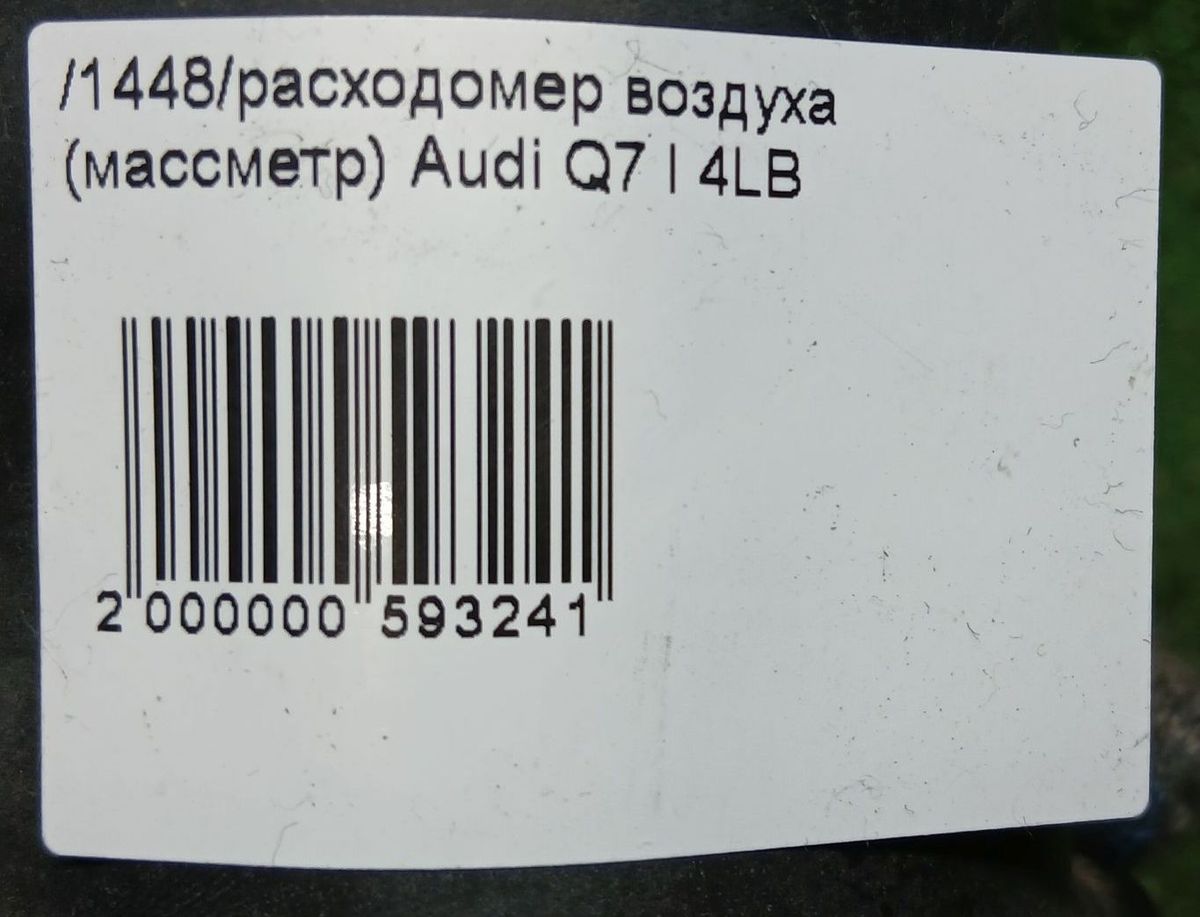 /1448/расходомер воздуха
(массметр) Audi Q7 I 4LB
2 000000 593241